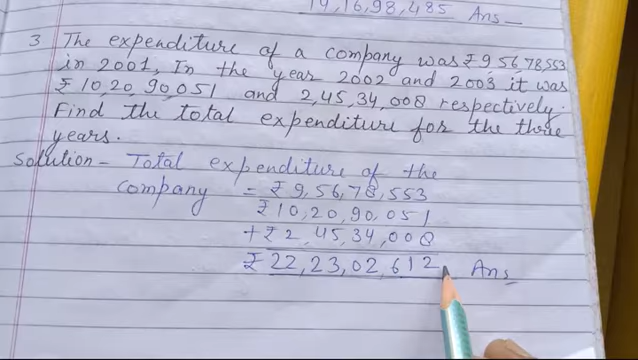 19,16,98,485 Ans
3 The expenditure of a company was ₹9 56,78,553
in 2001, In the year 2002 and 2003 it was
₹10,20,90,051 and 2,45,34,008 respectively.
Find the total expenditure for the three
years.
Solution - Total expenditure of the
company = ₹9,56,78,553
₹10,20,90,051
+ ₹2,45,34,008
₹22,23,02,612 Ans